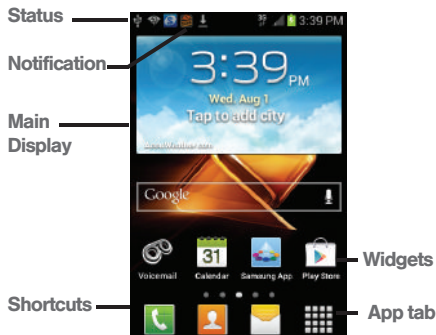 Status
3:39 PM
Notification
3:39 PM
Wed, Aug 1
Tap to add city
Main
Display
Google
31
Voicemail
Calendar
Samsung App
Play Store
Widgets
Shortcuts
App tab